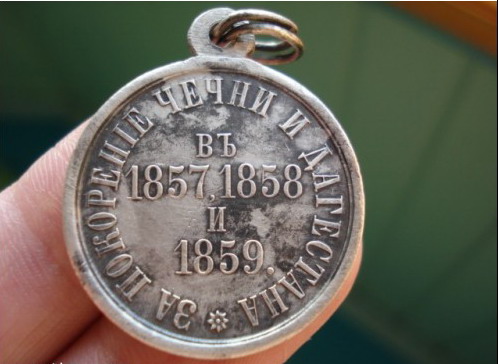 ЗА ПОКОРЕНІЕ ЧЕЧНИ И ДАГЕСТАНА
ВЪ
1857, 1858
И
1859.